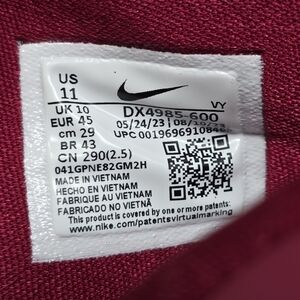 US
11
UK 10
EUR 45
cm 29
BR 43
CN 290(2.5)
VY
DX4985-600
05/24/23
UPC
041GPNE82GM2H
MADE IN VIETNAM
HECHO EN VIETNAM
FABRIQUÉ AU VIETNAM
FABRICADO NO VIETNÃ
This product is covered by one or more patents:
www.nike.com/patentsvirtualmarking